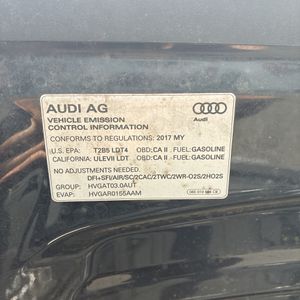 AUDI AG
Audi
VEHICLE EMISSION
CONTROL INFORMATION
CONFORMS TO REGULATIONS: 2017 MY
U.S. EPA: T2B5 LDT4 OBD:CA II FUEL:GASOLINE
CALIFORNIA: ULEVII LDT OBD:CA II FUEL:GASOLINE
NO ADJUSTMENTS NEEDED
DFI+SFI/AIR/SC/2CAC/2TWC/2WR-O2S/2HO2S
GROUP: HVGAT03.0AUT
EVAP: HVGAR0155AAM